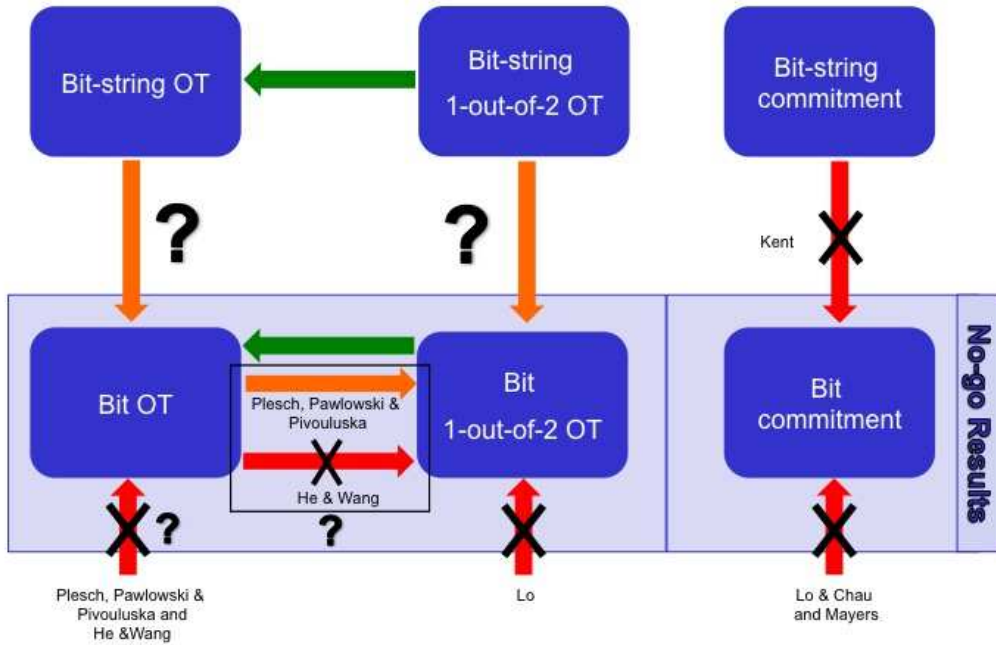 Bit-string OT
Bit-string
1-out-of-2 OT
Bit-string
commitment
?
?
Kent
Bit OT
Plesch, Pawlowski &
Pivouluska
He & Wang
?
Bit
1-out-of-2 OT
Bit
commitment
No-go Results
?
Plesch, Pawlowski &
Pivouluska and
He &Wang
Lo
Lo & Chau
and Mayers